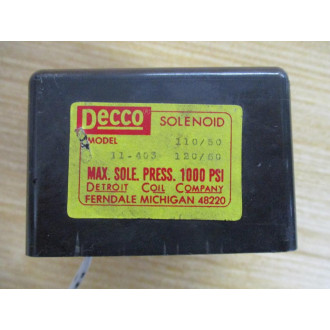 Decco SOLENOID
MODEL 110/50
11-403 120/60
MAX. SOLE. PRESS. 1000 PSI
DETROIT COIL COMPANY
FERNDALE MICHIGAN 48220